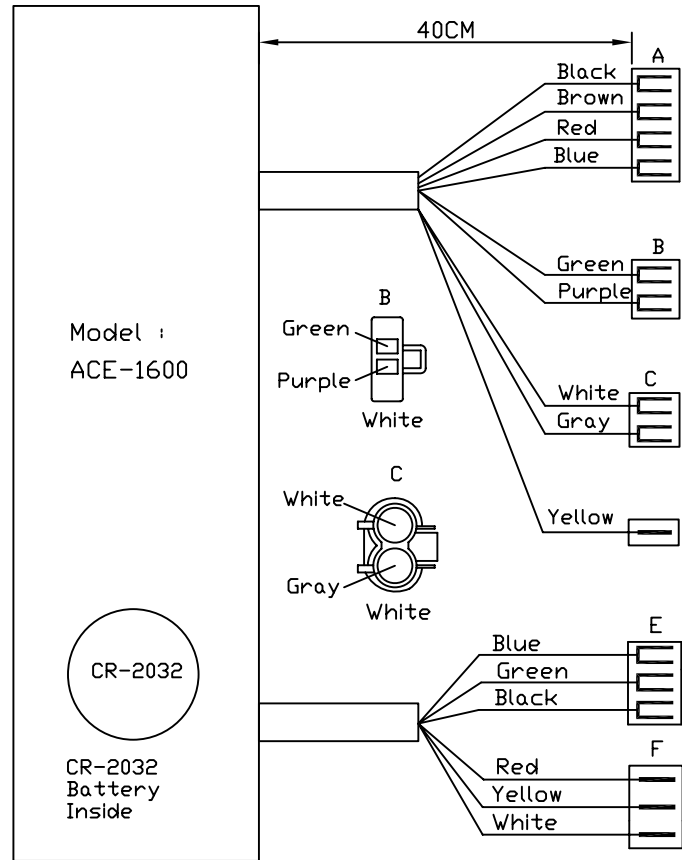 40CM
A
Black
Brown
Red
Blue
B
Green
Purple
B
Green
Purple
White
Model :
ACE-1600
C
White
Gray
C
White
Gray
White
Yellow
E
Blue
Green
Black
CR-2032
CR-2032
Battery
Inside
F
Red
Yellow
White